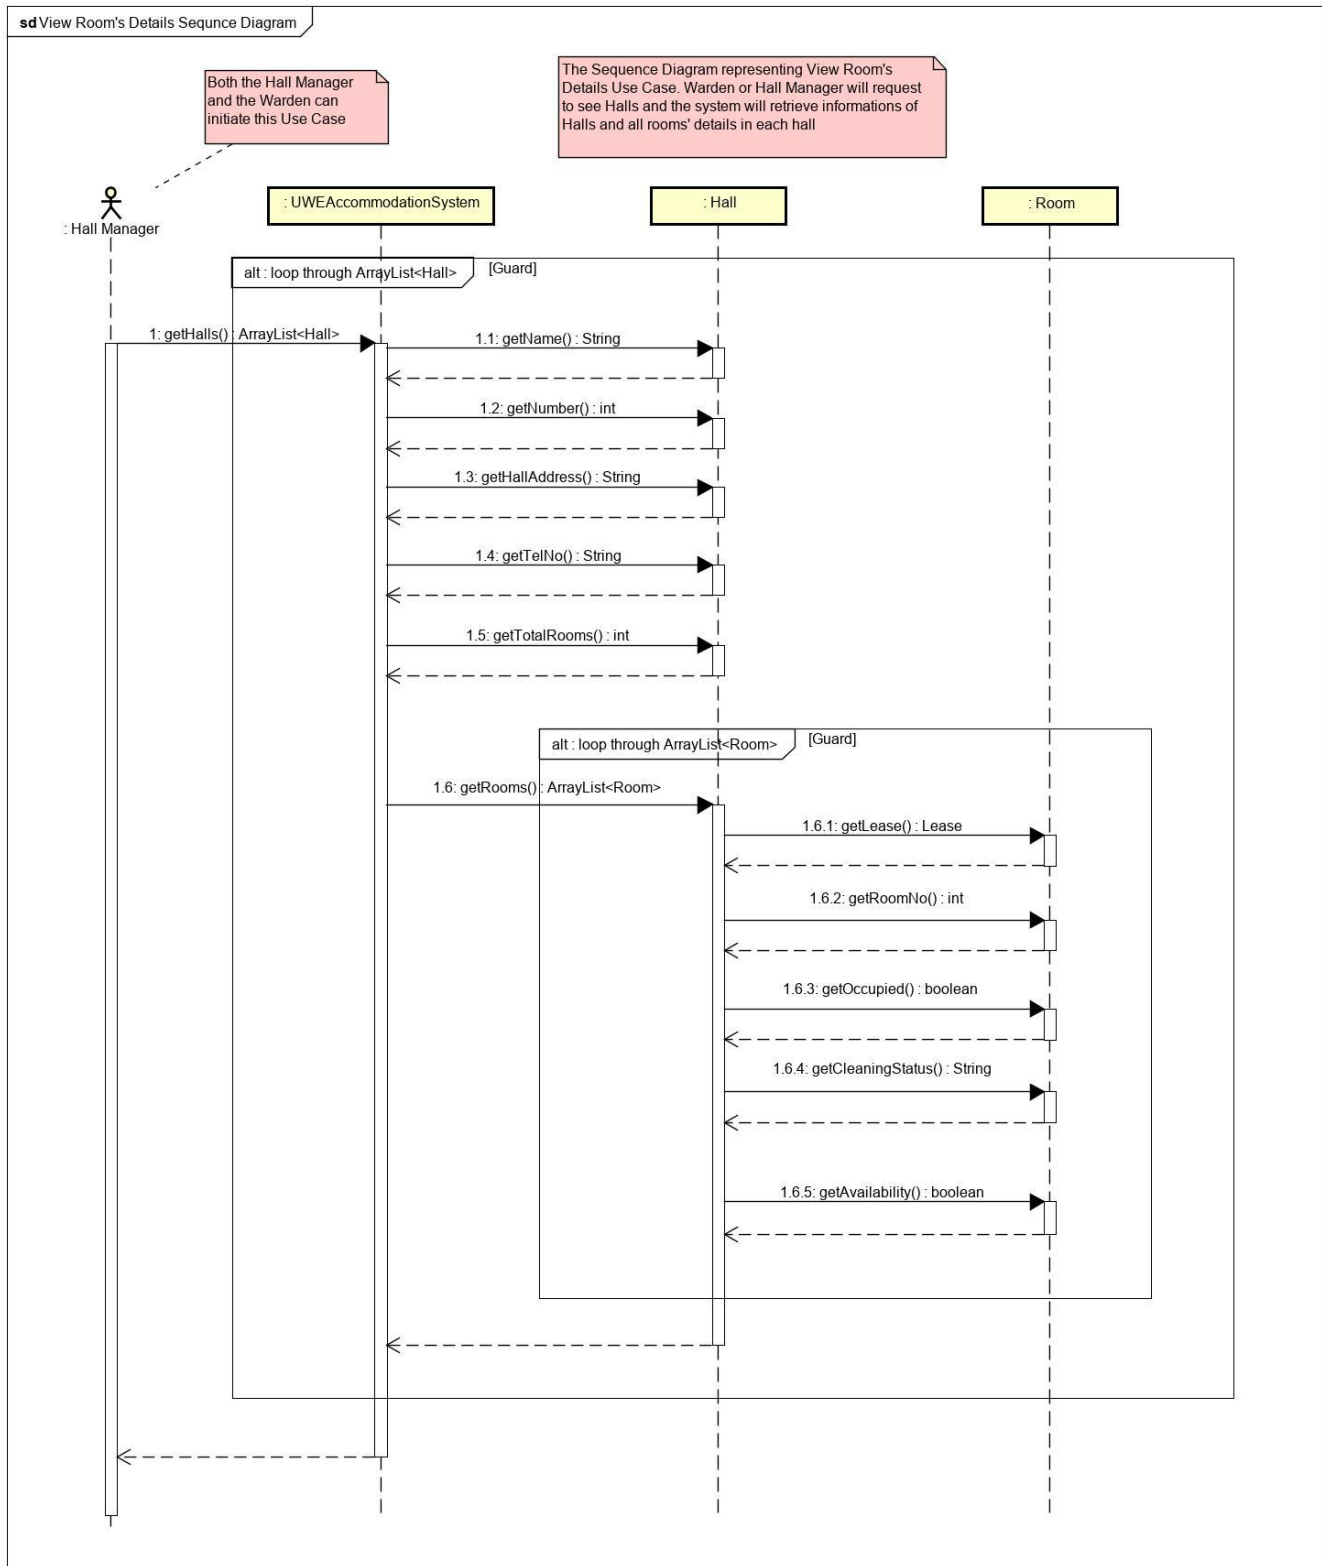 sd View Room's Details Sequnce Diagram
Both the Hall Manager
and the Warden can
initiate this Use Case
The Sequence Diagram representing View Room's
Details Use Case. Warden or Hall Manager will request
to see Halls and the system will retrieve informations of
Halls and all rooms' details in each hall
: Hall Manager
: UWEAccommodationSystem
: Hall
: Room
alt : loop through ArrayList<Hall>
[Guard]
1: getHalls() : ArrayList<Hall>
1.1: getName() : String
1.2: getNumber() : int
1.3: getHallAddress() : String
1.4: getTelNo() : String
1.5: getTotalRooms() : int
alt : loop through ArrayList<Room>
[Guard]
1.6: getRooms() : ArrayList<Room>
1.6.1: getLease() : Lease
1.6.2: getRoomNo() : int
1.6.3: getOccupied() : boolean
1.6.4: getCleaningStatus() : String
1.6.5: getAvailability() : boolean